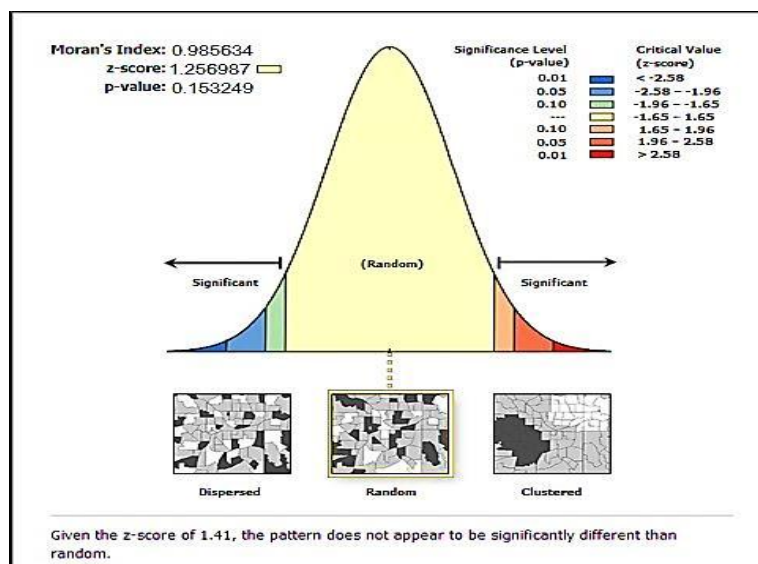 Moran's Index: 0.985634
z-score: 1.256987
p-value: 0.153249
Significance Level
(p-value)
Critical Value
(z-score)
0.01 < -2.58
0.05 -2.58 - -1.96
0.10 -1.96 - -1.65
--- -1.65 - 1.65
0.10 1.65 - 1.96
0.05 1.96 - 2.58
0.01 > 2.58
(Random)
Significant
Significant
Dispersed
Random
Clustered
Given the z-score of 1.41, the pattern does not appear to be significantly different than
random.